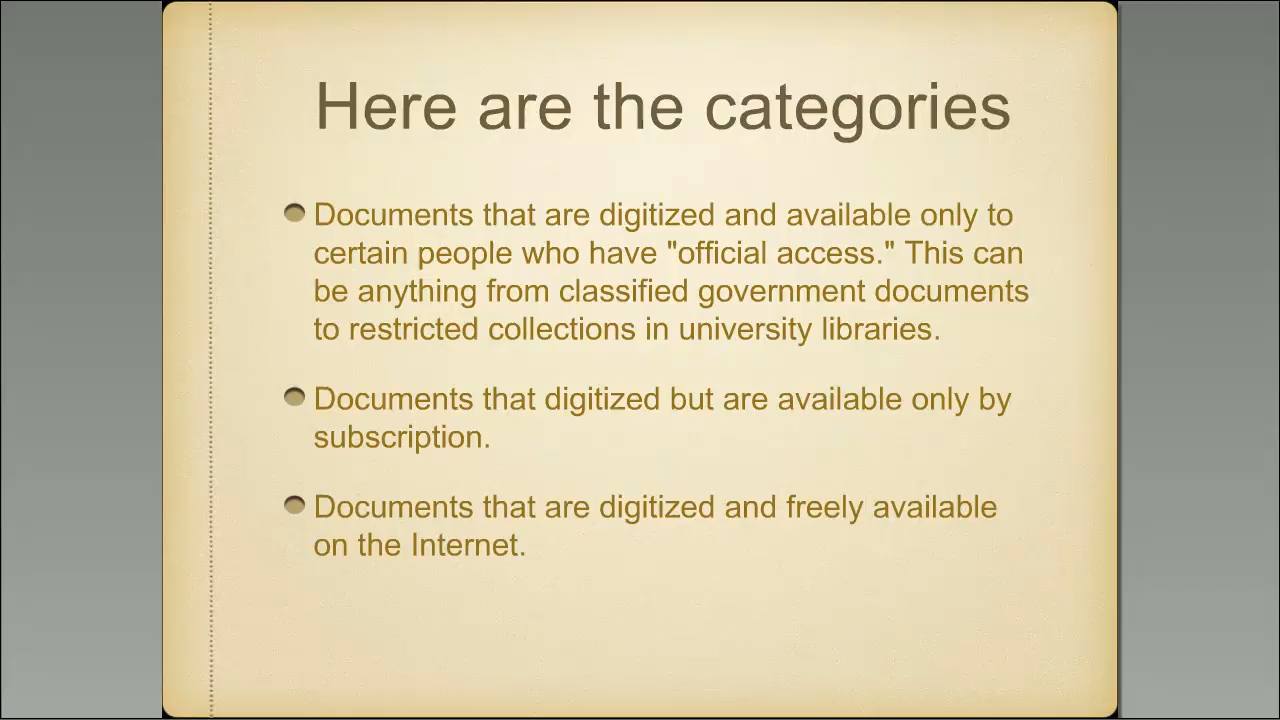 Here are the categories
Documents that are digitized and available only to
certain people who have "official access." This can
be anything from classified government documents
to restricted collections in university libraries.
Documents that digitized but are available only by
subscription.
Documents that are digitized and freely available
on the Internet.